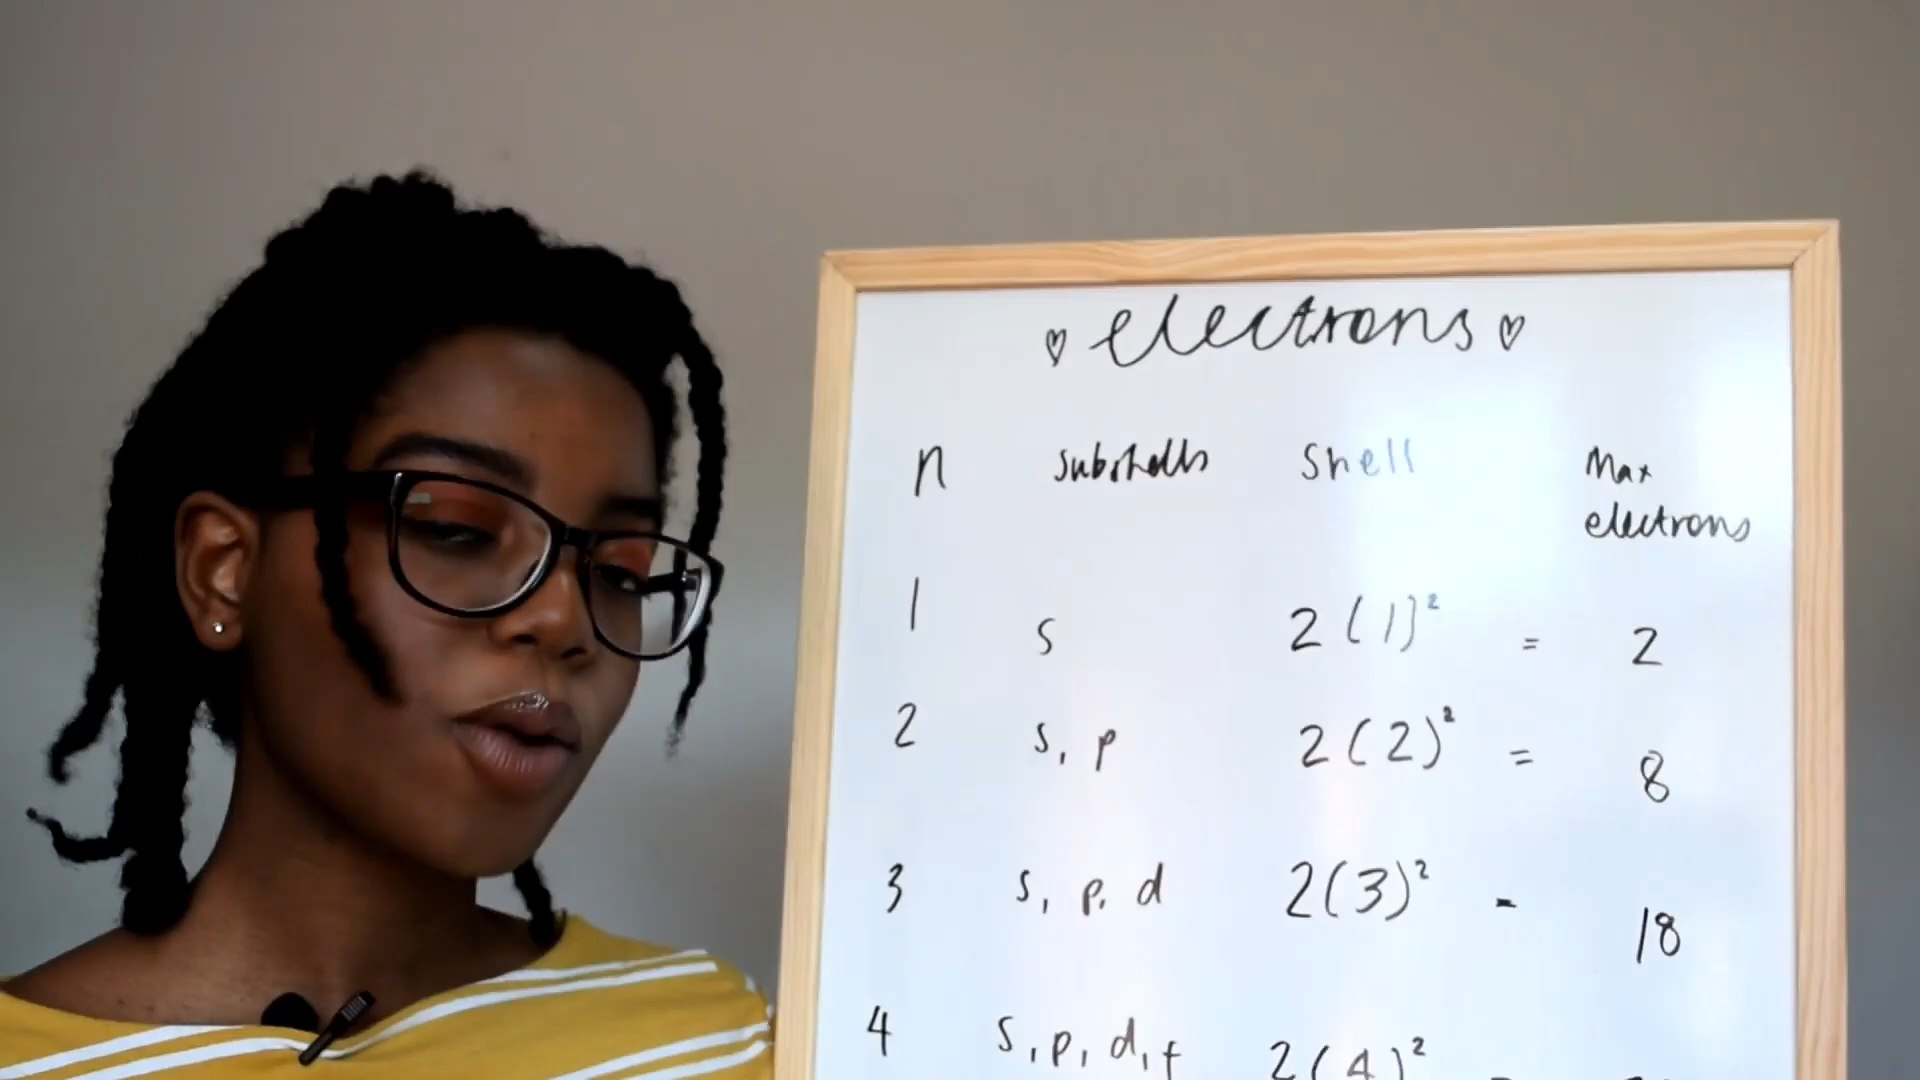 ♡ electrons ♡
n subshells shell Max electrons
1 s 2(1)² = 2
2 s, p 2(2)² = 8
3 s, p, d 2(3)² = 18
4 s, p, d, f 2(4)² =